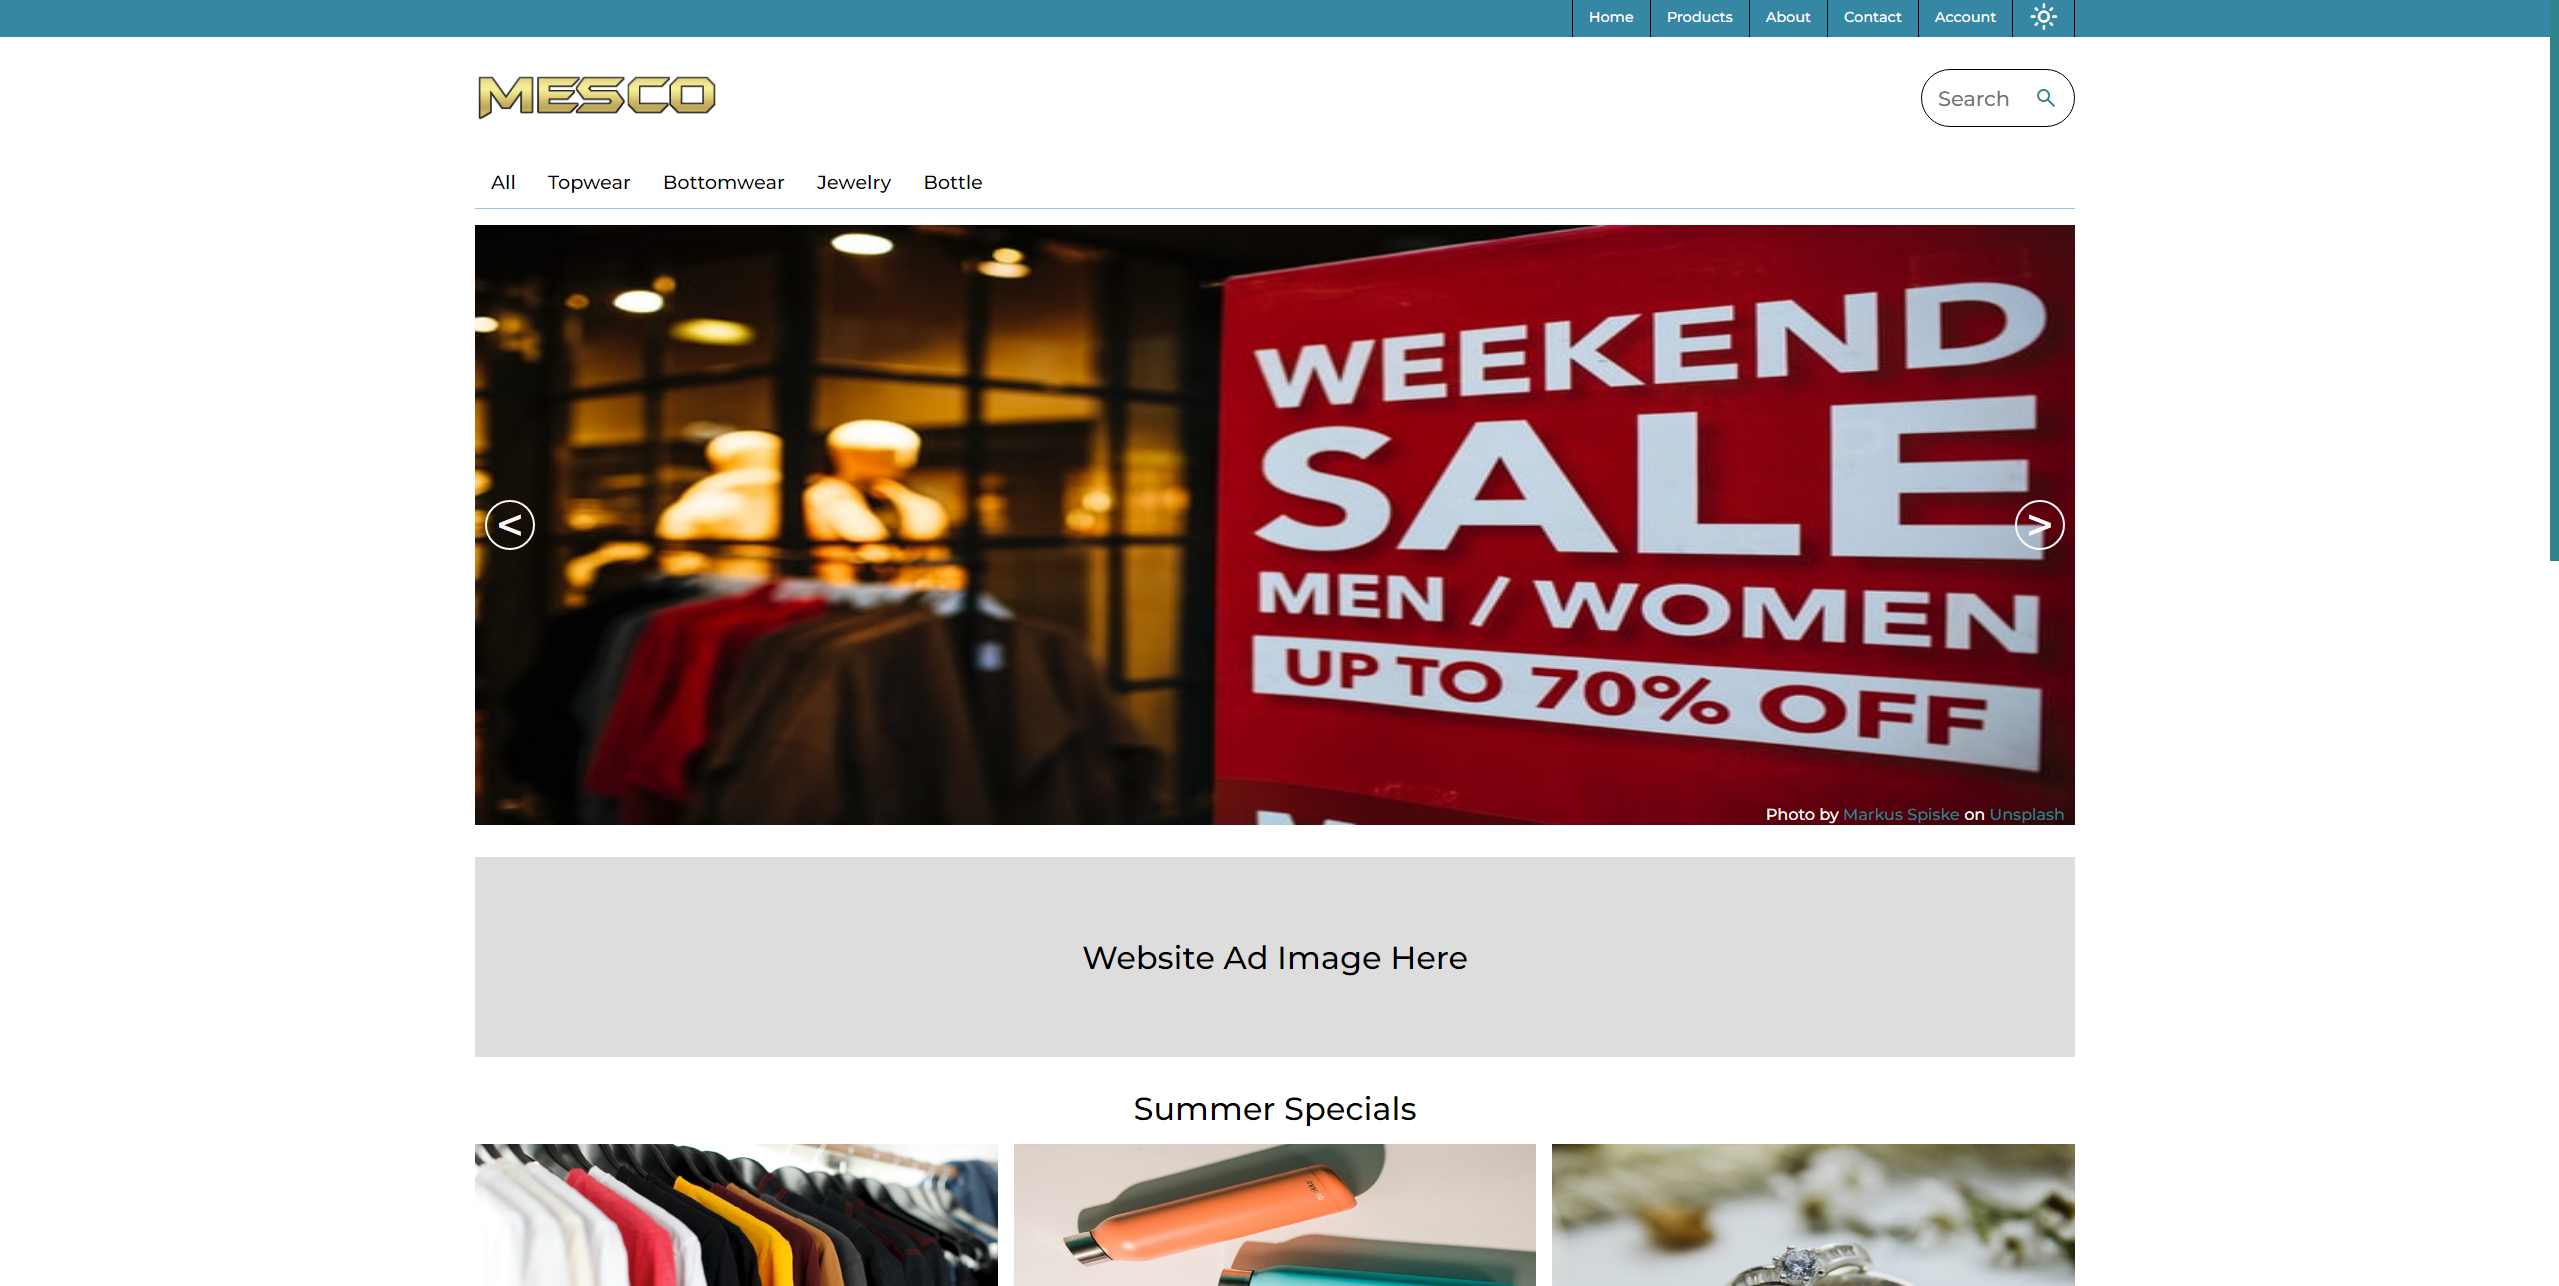 Home Products About Contact Account
MESCO
Search
All Topwear Bottomwear Jewelry Bottle
WEEKEND
SALE
MEN / WOMEN
UP TO 70% OFF
< >
Photo by Markus Spiske on Unsplash
Website Ad Image Here
Summer Specials